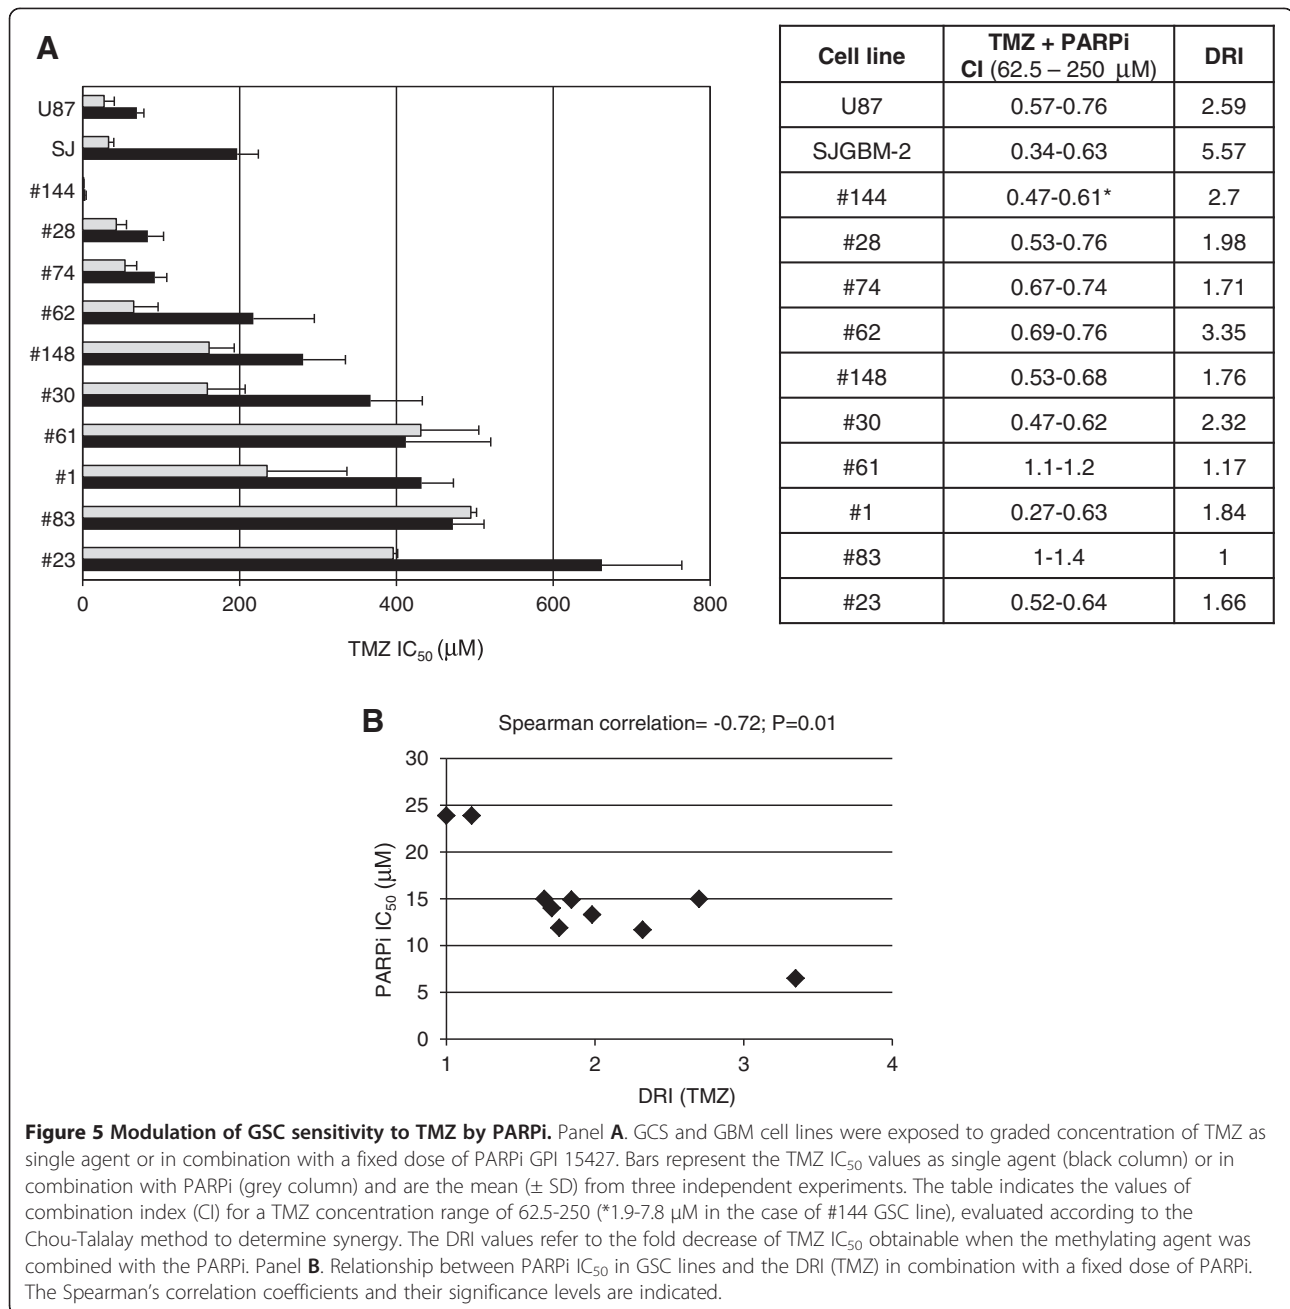 A
U87
SJ
#144
#28
#74
#62
#148
#30
#61
#1
#83
#23
0 200 400 600 800
TMZ IC50 (μM)
Cell line TMZ + PARPi CI (62.5 – 250 μM) DRI
U87 0.57-0.76 2.59
SJGBM-2 0.34-0.63 5.57
#144 0.47-0.61* 2.7
#28 0.53-0.76 1.98
#74 0.67-0.74 1.71
#62 0.69-0.76 3.35
#148 0.53-0.68 1.76
#30 0.47-0.62 2.32
#61 1.1-1.2 1.17
#1 0.27-0.63 1.84
#83 1-1.4 1
#23 0.52-0.64 1.66
B
Spearman correlation= -0.72; P=0.01
30
25
20
15
10
5
0
PARPi IC50 (μM)
1 2 3 4
DRI (TMZ)
Figure 5 Modulation of GSC sensitivity to TMZ by PARPi. Panel A. GCS and GBM cell lines were exposed to graded concentration of TMZ as
single agent or in combination with a fixed dose of PARPi GPI 15427. Bars represent the TMZ IC50 values as single agent (black column) or in
combination with PARPi (grey column) and are the mean (± SD) from three independent experiments. The table indicates the values of
combination index (CI) for a TMZ concentration range of 62.5-250 (*1.9-7.8 μM in the case of #144 GSC line), evaluated according to the
Chou-Talalay method to determine synergy. The DRI values refer to the fold decrease of TMZ IC50 obtainable when the methylating agent was
combined with the PARPi. Panel B. Relationship between PARPi IC50 in GSC lines and the DRI (TMZ) in combination with a fixed dose of PARPi.
The Spearman's correlation coefficients and their significance levels are indicated.